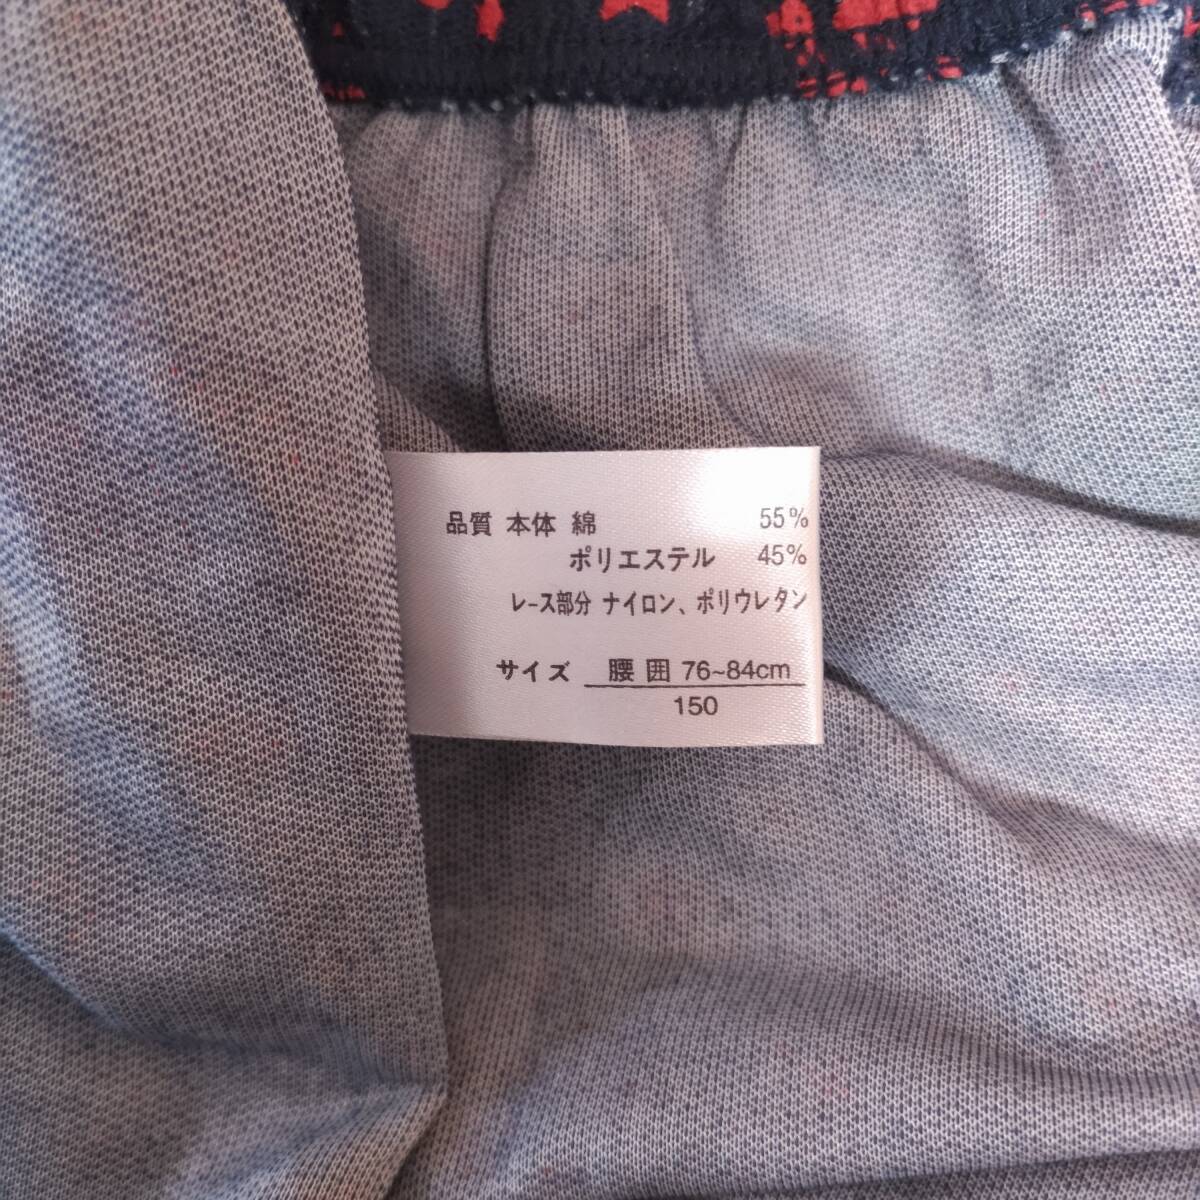 品質 本体 綿 55%
ポリエステル 45%
レース部分 ナイロン、ポリウレタン
サイズ 腰囲 76~84cm
150